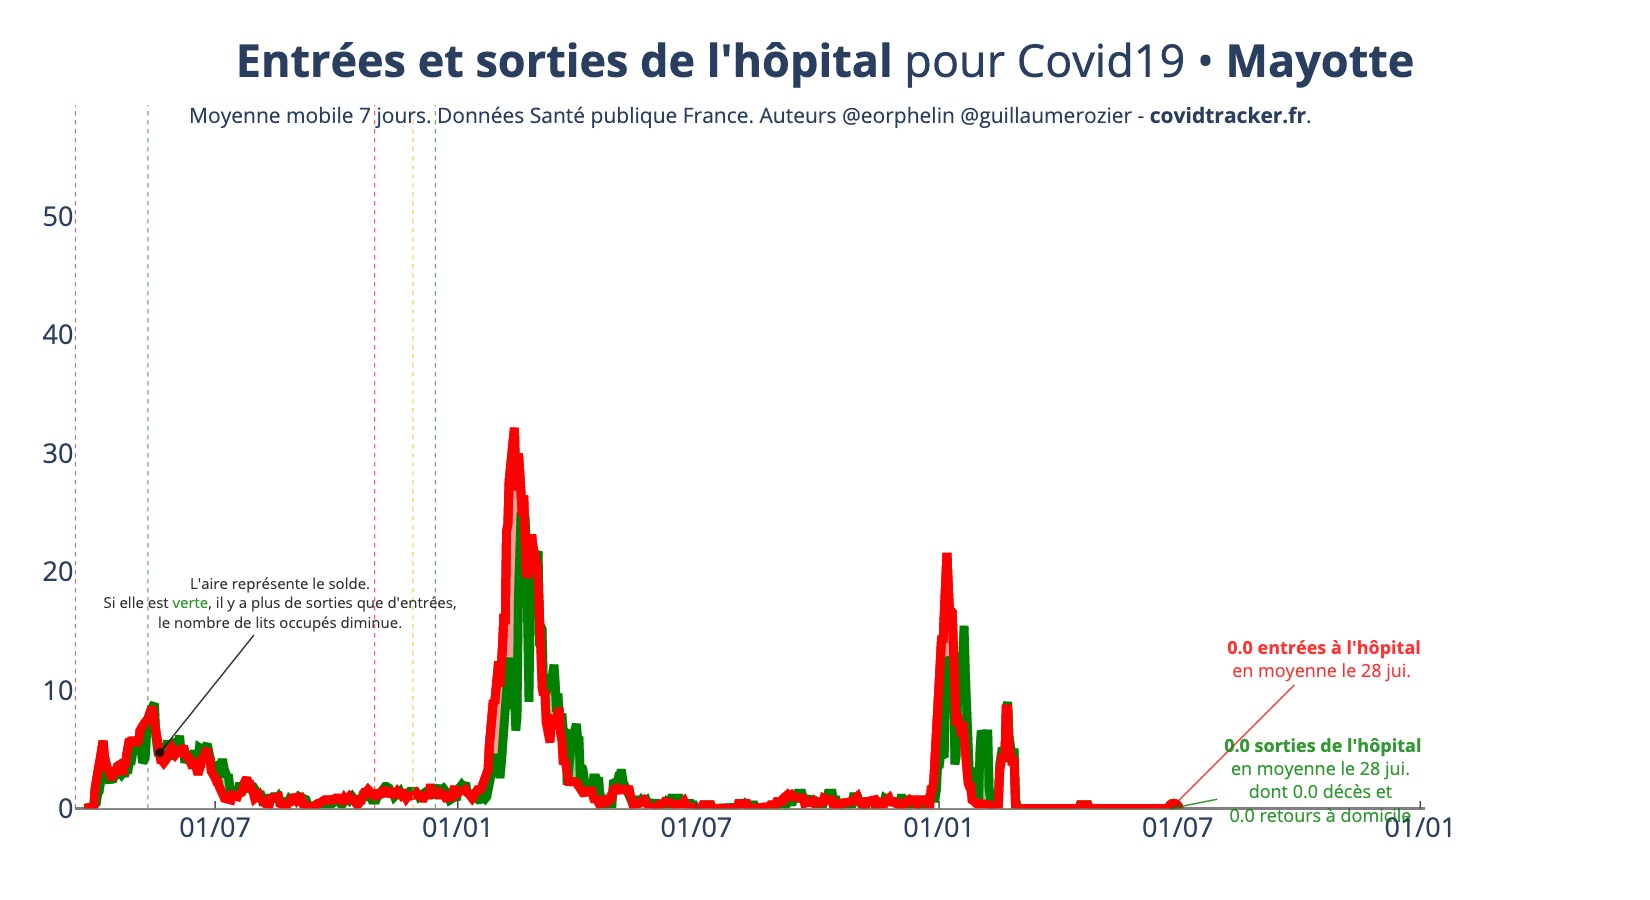 Entrées et sorties de l'hôpital pour Covid19 • Mayotte
Moyenne mobile 7 jours. Données Santé publique France. Auteurs @eorphelin @guillaumerozier - covidtracker.fr.
50
40
30
20
10
0
L'aire représente le solde.
Si elle est verte, il y a plus de sorties que d'entrées,
le nombre de lits occupés diminue.
0.0 entrées à l'hôpital
en moyenne le 28 jui.
0.0 sorties de l'hôpital
en moyenne le 28 jui.
dont 0.0 décès et
0.0 retours à domicile
01/07
01/01
01/07
01/01
01/07
01/01